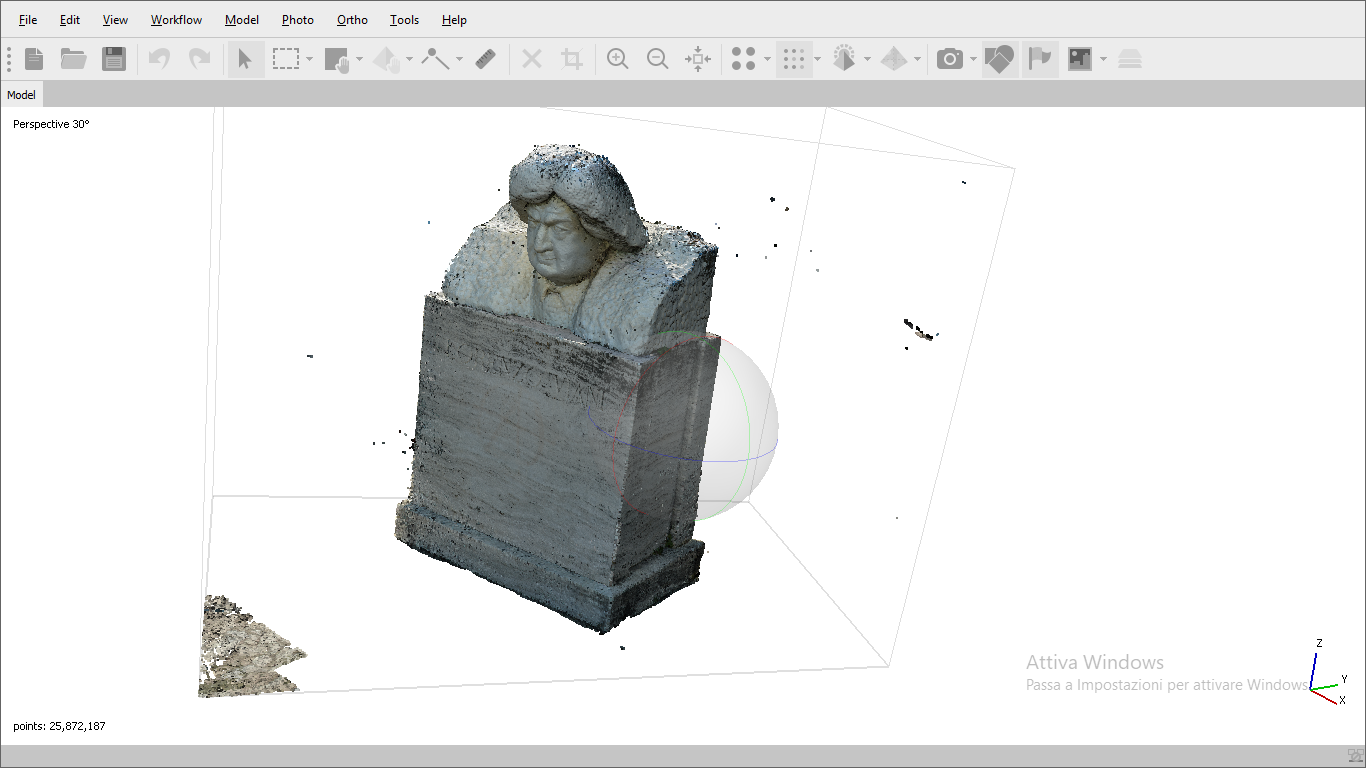 File Edit View Workflow Model Photo Ortho Tools Help
Model
Perspective 30°
Z
Attiva Windows
Passa a Impostazioni per attivare Windows.
Y
X
points: 25,872,187